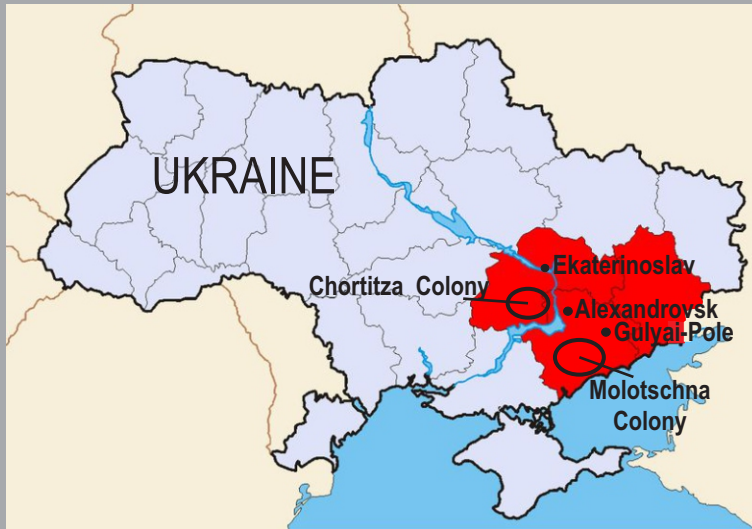 UKRAINE
Ekaterinoslav
Chortitza Colony
Alexandrovsk
Gulyai-Pole
Molotschna
Colony